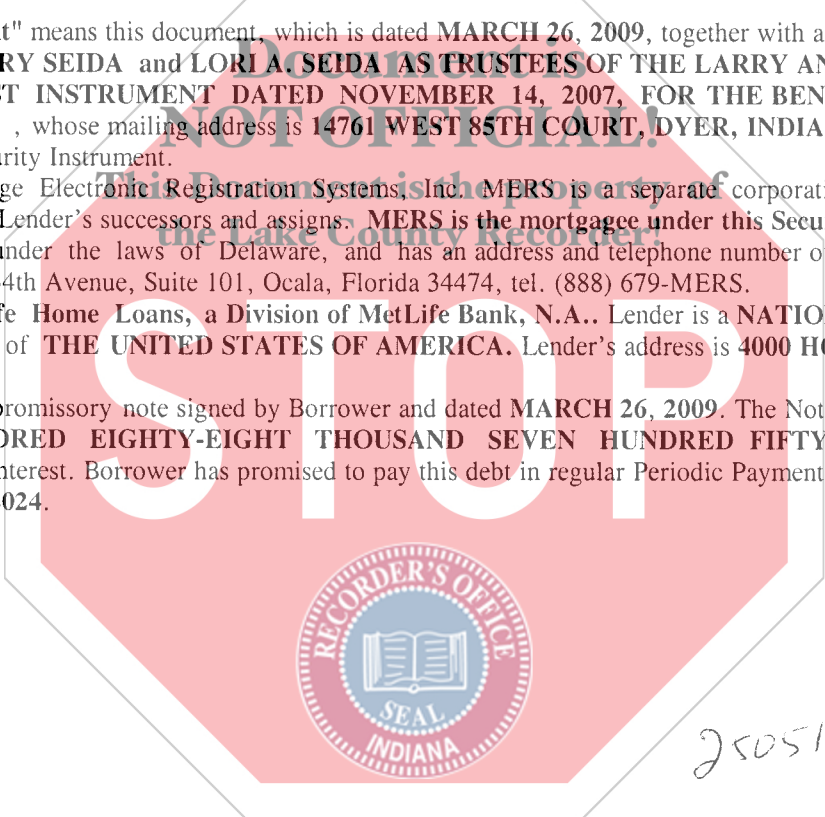 t" means this document, which is dated MARCH 26, 2009, together with a
RY SEIDA and LORI A. SEIDA AS TRUSTEES OF THE LARRY AN
ST INSTRUMENT DATED NOVEMBER 14, 2007, FOR THE BEN
, whose mailing address is 14761 WEST 85TH COURT, DYER, INDIA
urity Instrument.
ge Electronic Registration Systems, Inc. MERS is a separate corporati
Lender's successors and assigns. MERS is the mortgagee under this Secu
under the laws of Delaware, and has an address and telephone number o
4th Avenue, Suite 101, Ocala, Florida 34474, tel. (888) 679-MERS.
fe Home Loans, a Division of MetLife Bank, N.A.. Lender is a NATIO
of THE UNITED STATES OF AMERICA. Lender's address is 4000 HO
promissory note signed by Borrower and dated MARCH 26, 2009. The Not
DRED EIGHTY-EIGHT THOUSAND SEVEN HUNDRED FIFTY
nterest. Borrower has promised to pay this debt in regular Periodic Payment
024.
Document is
NOT OFFICIAL!
This Document is the property of
the Lake County Recorder!
STOP
RECORDER'S OFFICE
SEAL
INDIANA
25051